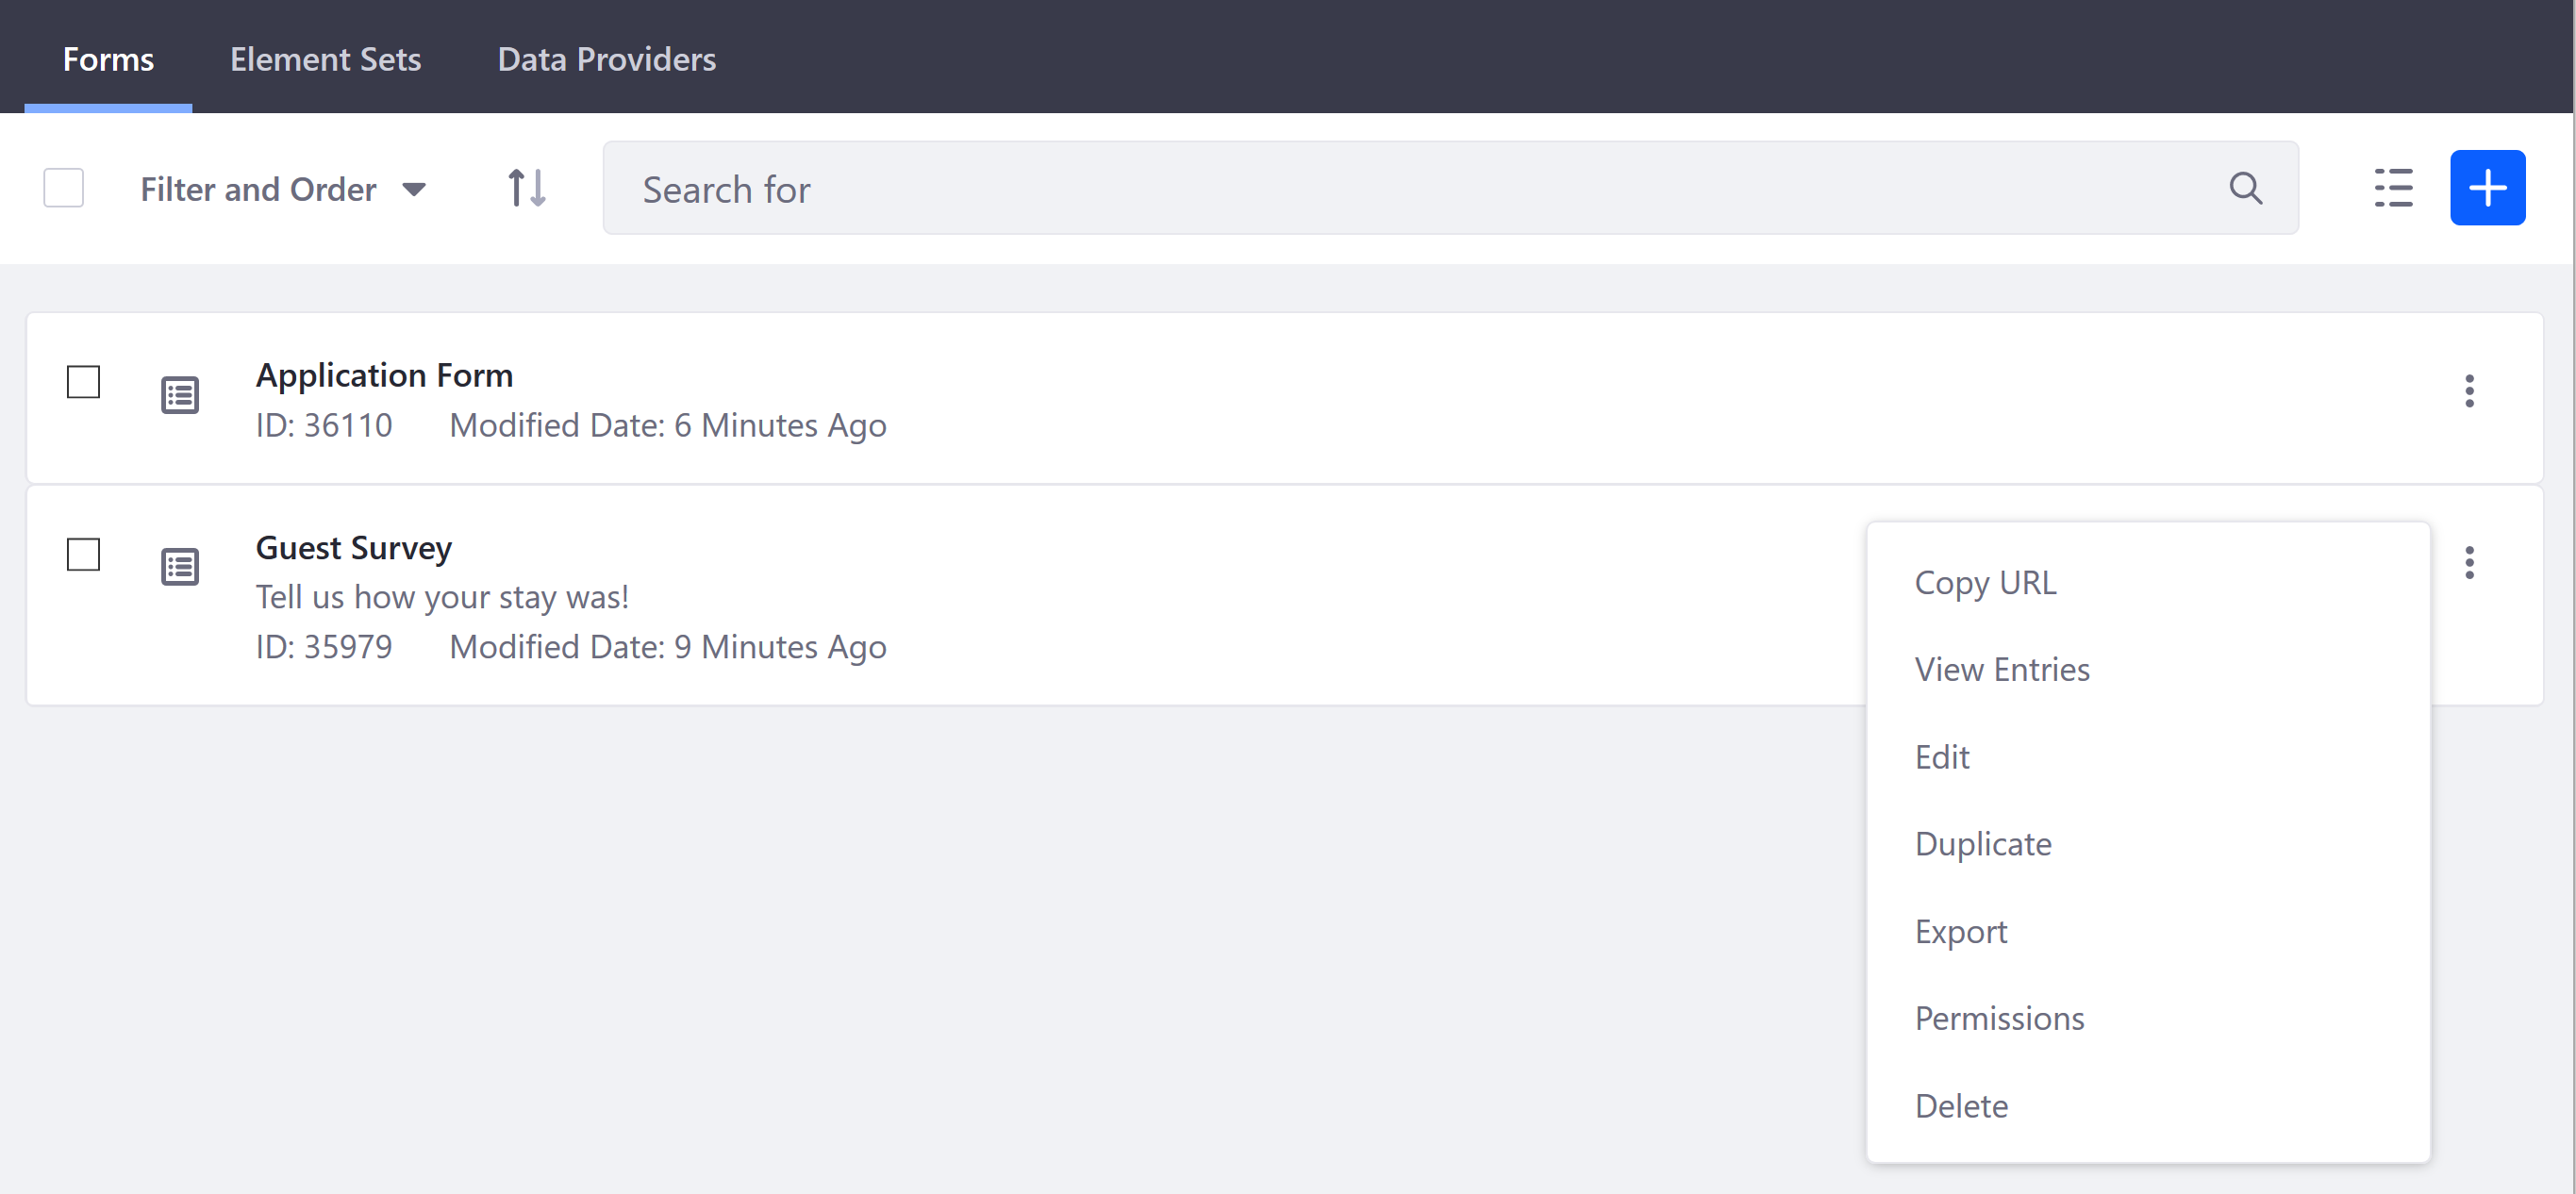 Forms Element Sets Data Providers
Filter and Order Search for
Application Form
ID: 36110 Modified Date: 6 Minutes Ago
Guest Survey
Tell us how your stay was!
ID: 35979 Modified Date: 9 Minutes Ago
Copy URL
View Entries
Edit
Duplicate
Export
Permissions
Delete